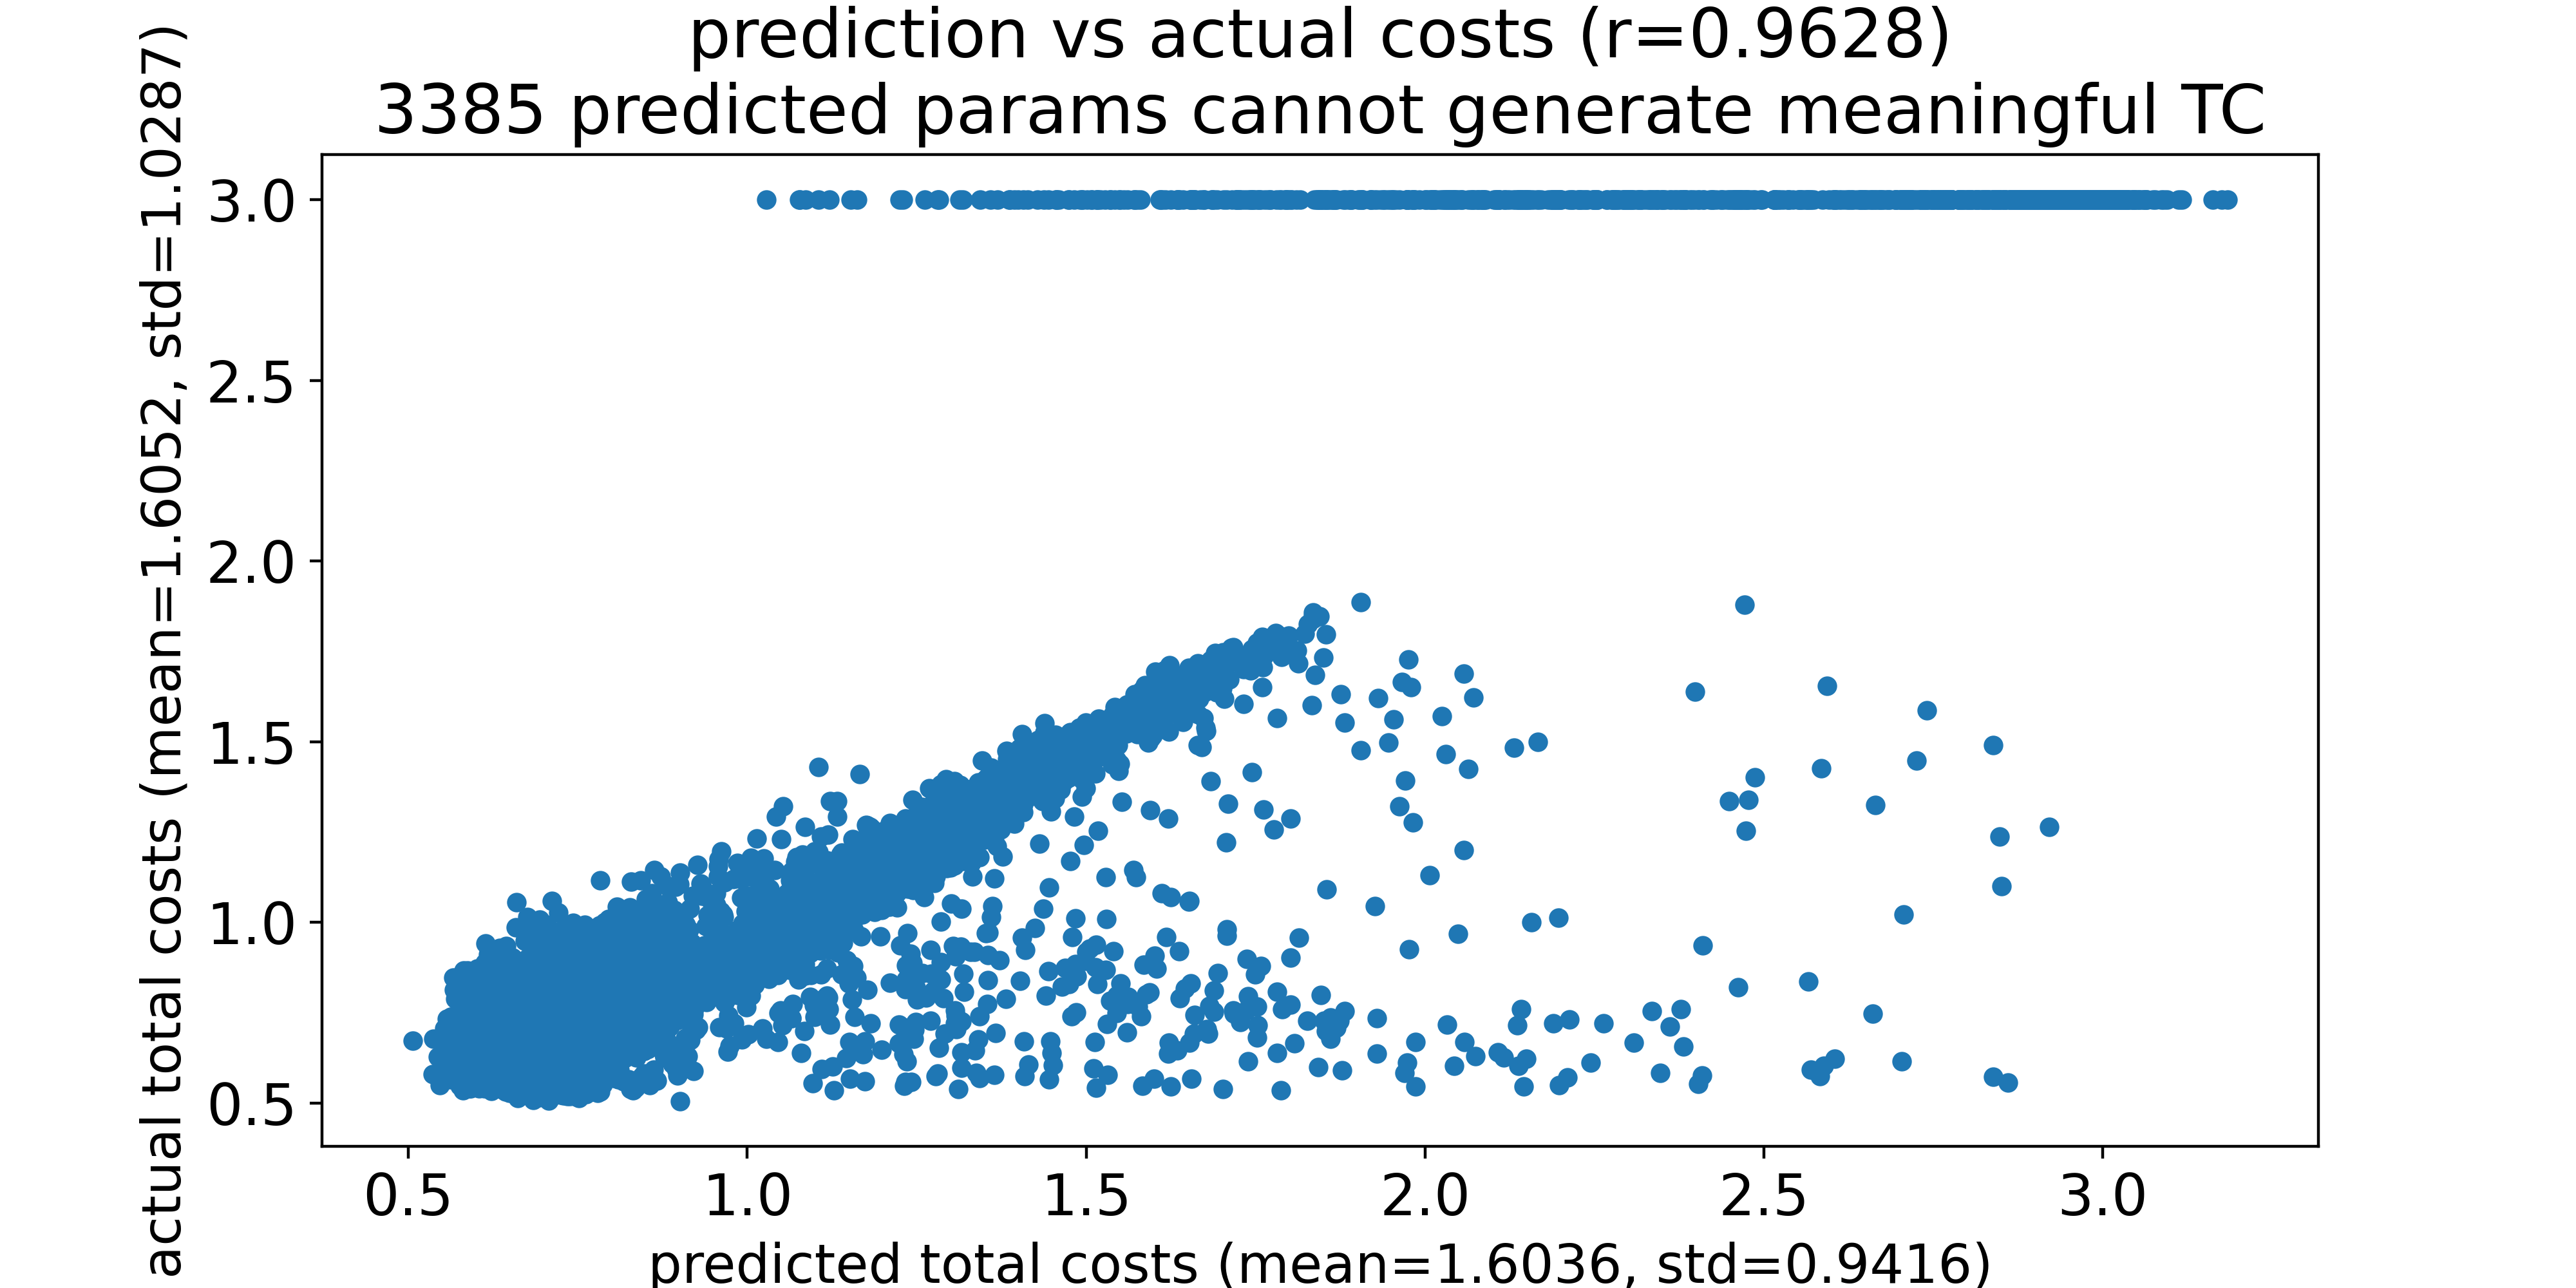 prediction vs actual costs (r=0.9628)
3385 predicted params cannot generate meaningful TC
actual total costs (mean=1.6052, std=1.0287)
3.0
2.5
2.0
1.5
1.0
0.5
0.5 1.0 1.5 2.0 2.5 3.0
predicted total costs (mean=1.6036, std=0.9416)